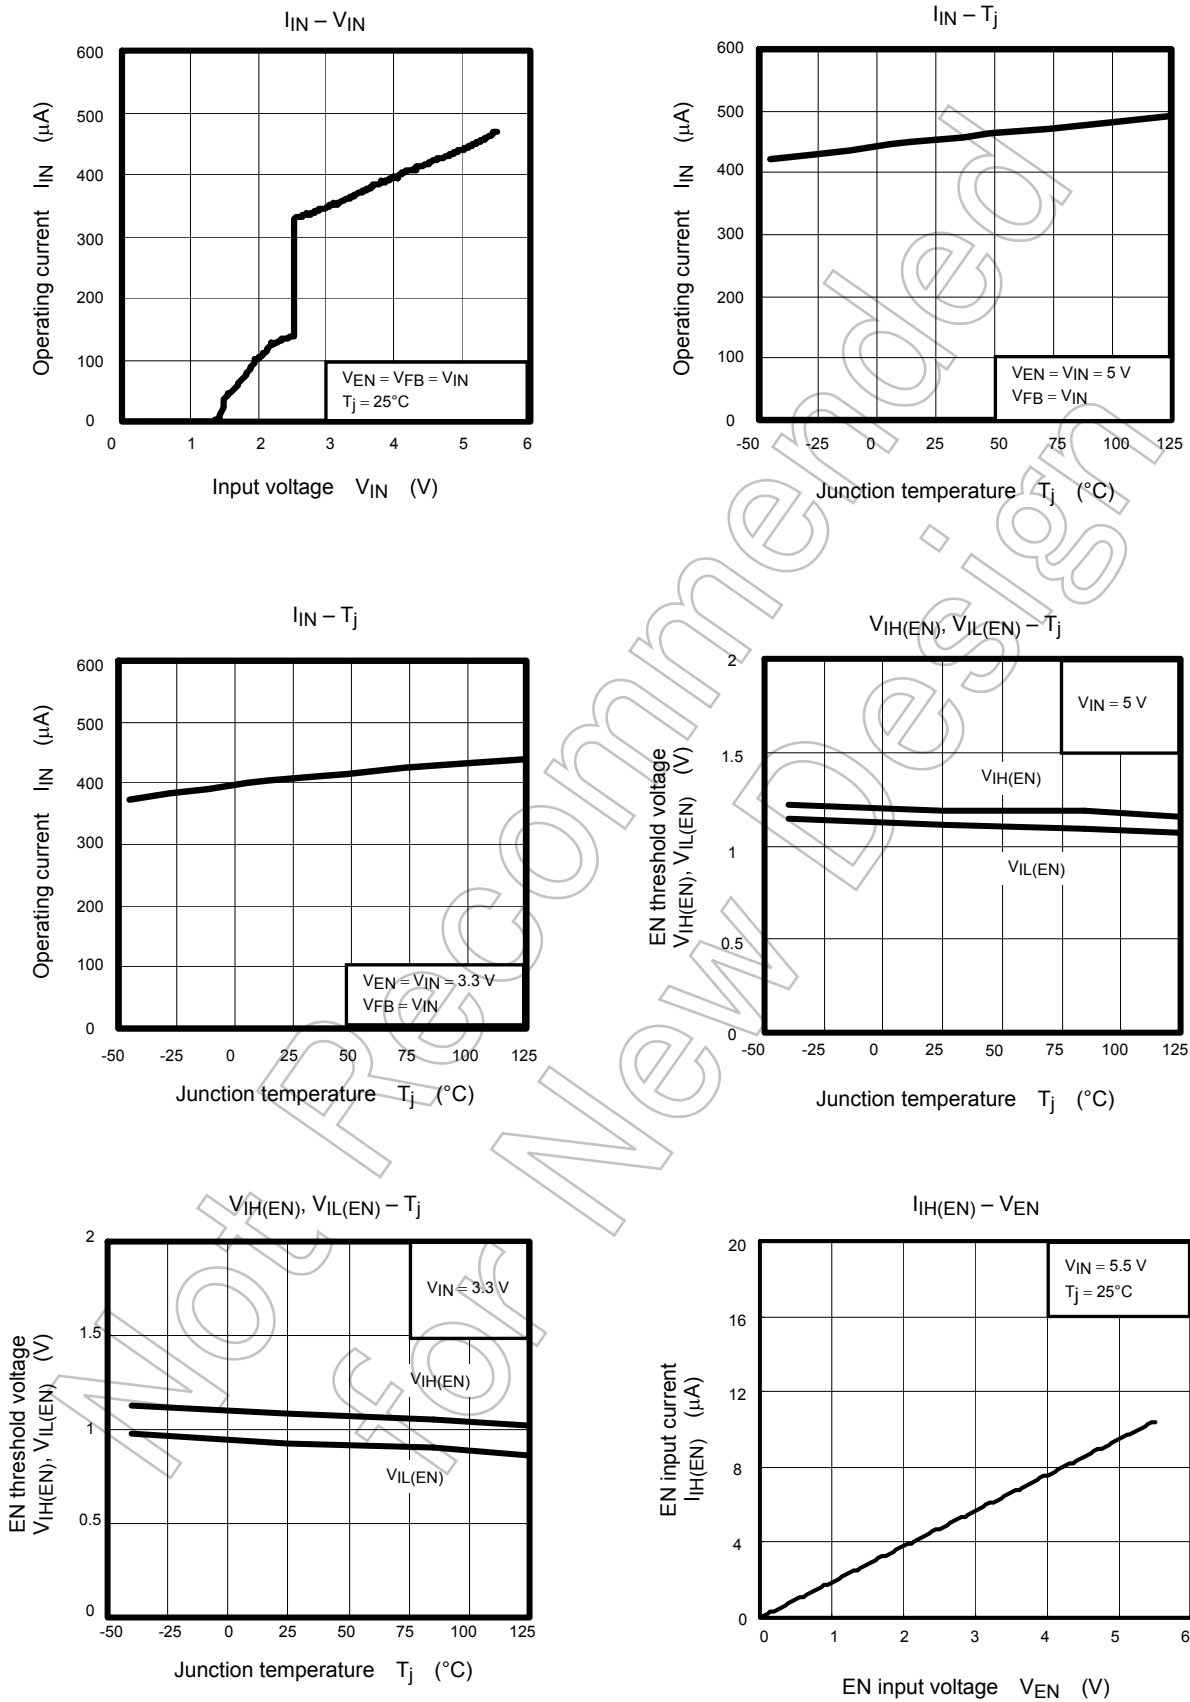 IIN – VIN
Operating current IIN (μA)
600
500
400
300
200
100
0
VEN = VFB = VIN
Tj = 25°C
0 1 2 3 4 5 6
Input voltage VIN (V)
IIN – Tj
Operating current IIN (μA)
600
500
400
300
200
100
0
VEN = VIN = 5 V
VFB = VIN
-50 -25 0 25 50 75 100 125
Junction temperature Tj (°C)
IIN – Tj
Operating current IIN (μA)
600
500
400
300
200
100
0
VEN = VIN = 3.3 V
VFB = VIN
-50 -25 0 25 50 75 100 125
Junction temperature Tj (°C)
VIH(EN), VIL(EN) – Tj
EN threshold voltage
VIH(EN), VIL(EN) (V)
2
1.5
1
0.5
0
VIN = 5 V
VIH(EN)
VIL(EN)
-50 -25 0 25 50 75 100 125
Junction temperature Tj (°C)
VIH(EN), VIL(EN) – Tj
EN threshold voltage
VIH(EN), VIL(EN) (V)
2
1.5
1
0.5
0
VIN = 3.3 V
VIH(EN)
VIL(EN)
-50 -25 0 25 50 75 100 125
Junction temperature Tj (°C)
IIH(EN) – VEN
EN input current
IIH(EN) (μA)
20
16
12
8
4
0
VIN = 5.5 V
Tj = 25°C
0 1 2 3 4 5 6
EN input voltage VEN (V)
Not Recommended
for New Design